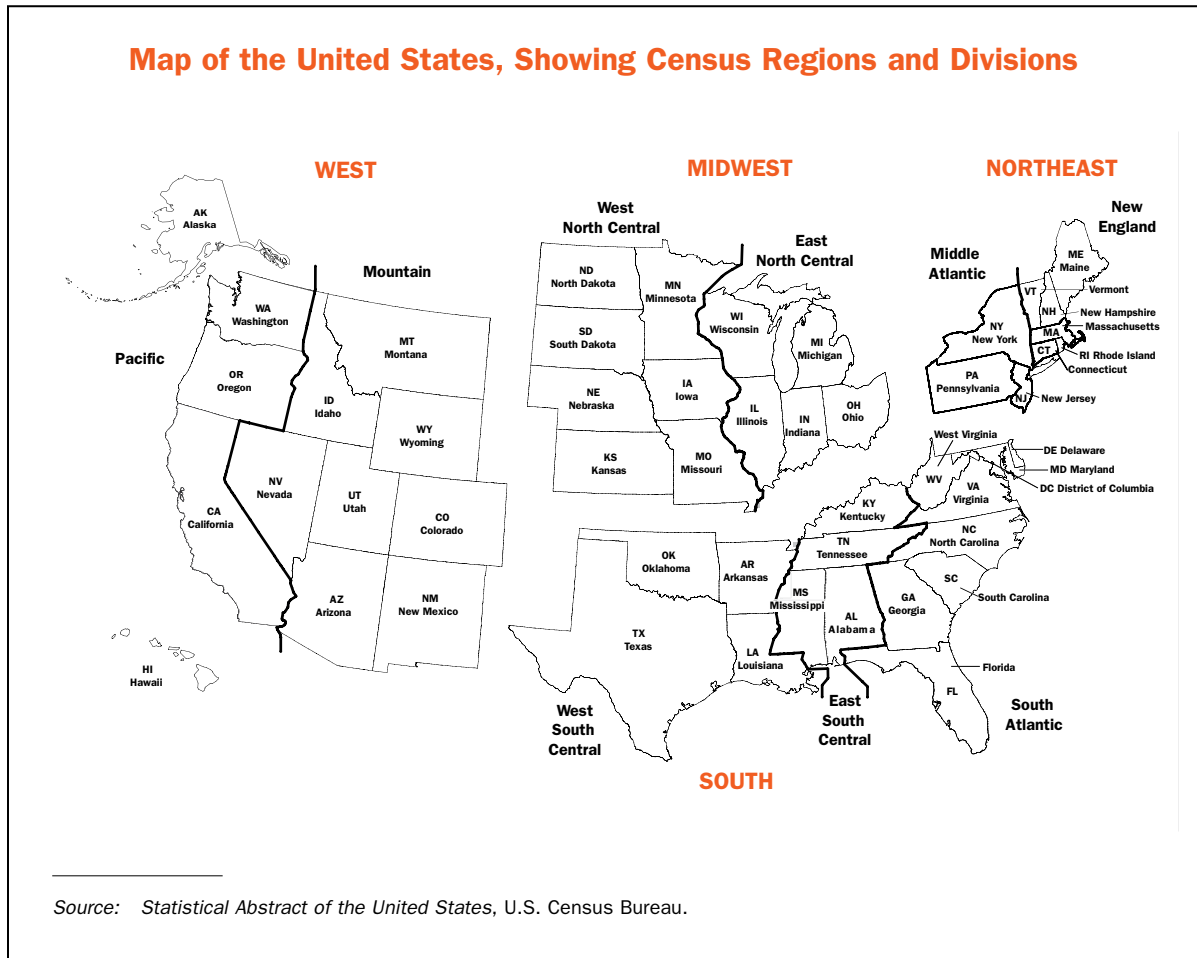 Map of the United States, Showing Census Regions and Divisions
WEST
MIDWEST
NORTHEAST
AK
Alaska
Mountain
WA
Washington
MT
Montana
Pacific
OR
Oregon
ID
Idaho
WY
Wyoming
NV
Nevada
UT
Utah
CO
Colorado
CA
California
AZ
Arizona
NM
New Mexico
HI
Hawaii
West
North Central
East
North Central
ND
North Dakota
MN
Minnesota
SD
South Dakota
WI
Wisconsin
MI
Michigan
NE
Nebraska
IA
Iowa
IL
Illinois
IN
Indiana
OH
Ohio
KS
Kansas
MO
Missouri
New
England
Middle
Atlantic
ME
Maine
VT
Vermont
NH
New Hampshire
NY
New York
MA
Massachusetts
CT
RI Rhode Island
Connecticut
PA
Pennsylvania
NJ
New Jersey
West Virginia
DE Delaware
WV
MD Maryland
VA
Virginia
DC District of Columbia
KY
Kentucky
NC
North Carolina
TN
Tennessee
OK
Oklahoma
AR
Arkansas
SC
South Carolina
MS
Mississippi
GA
Georgia
AL
Alabama
TX
Texas
LA
Louisiana
Florida
FL
West
South
Central
East
South
Central
South
Atlantic
SOUTH
Source: Statistical Abstract of the United States, U.S. Census Bureau.